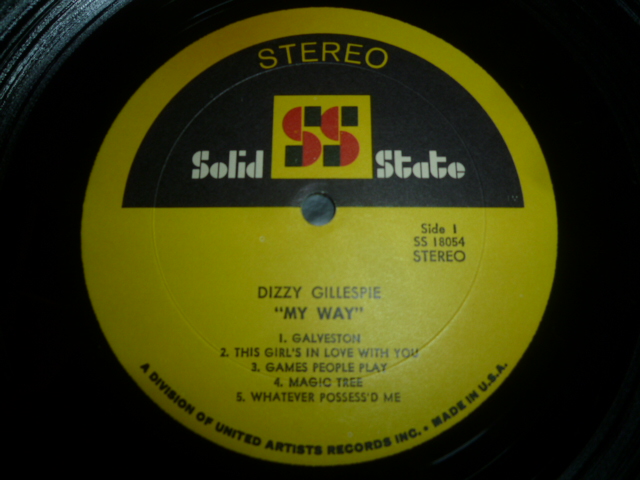 STEREO
SS
Solid State
Side 1
SS 18054
STEREO
DIZZY GILLESPIE
"MY WAY"
1. GALVESTON
2. THIS GIRL'S IN LOVE WITH YOU
3. GAMES PEOPLE PLAY
4. MAGIC TREE
5. WHATEVER POSSESS'D ME
A DIVISION OF UNITED ARTISTS RECORDS INC. • MADE IN U.S.A.